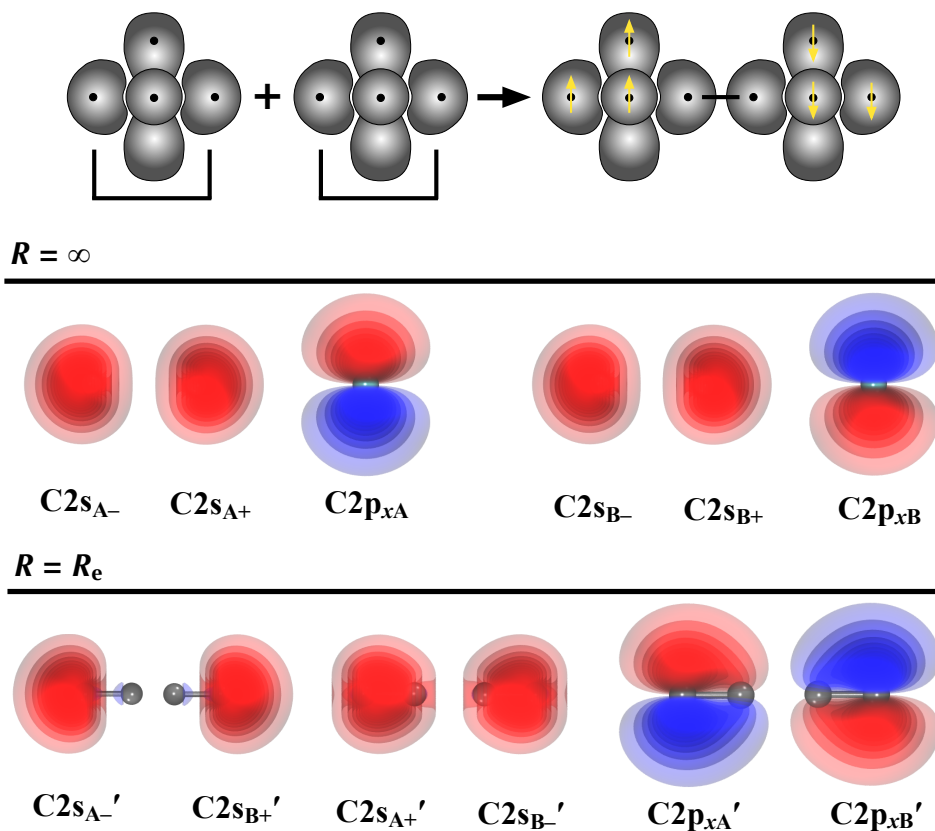 +
R = ∞
C2sA– C2sA+ C2pxA C2sB– C2sB+ C2pxB
R = Re
C2sA–′ C2sB+′ C2sA+′ C2sB–′ C2pxA′ C2pxB′